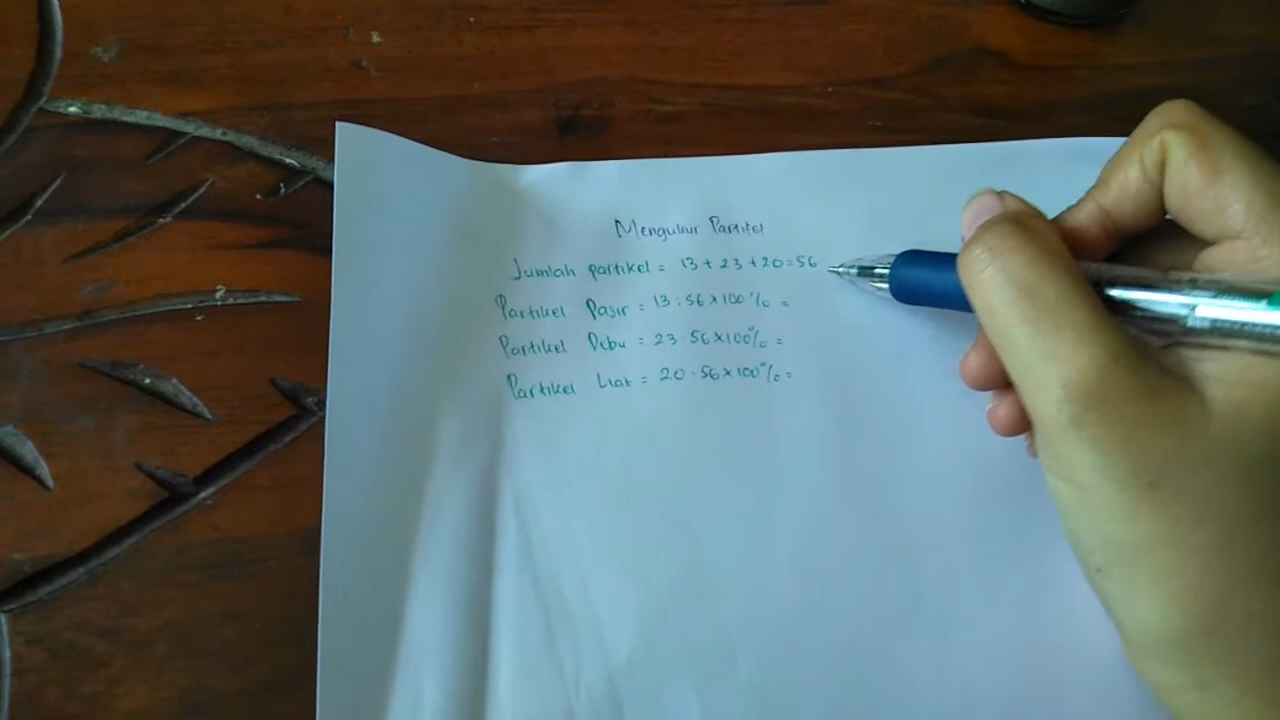 Mengukur Partikel
Jumlah partikel = 13 + 23 + 20 = 56
Partikel Pasir = 13 : 56 x 100% =
Partikel Debu = 23 : 56 x 100% =
Partikel Liat = 20 : 56 x 100% =